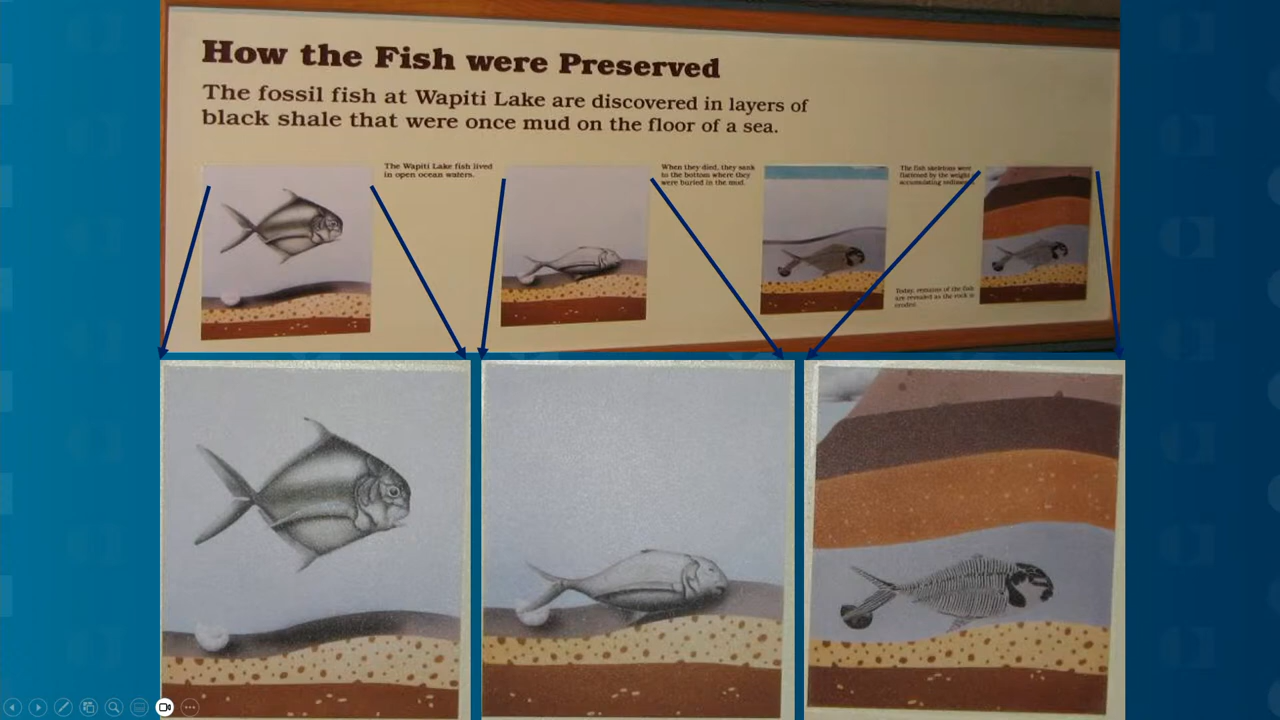 How the Fish were Preserved
The fossil fish at Wapiti Lake are discovered in layers of
black shale that were once mud on the floor of a sea.
The Wapiti Lake fish lived
in open ocean waters.
When they died, they sank
to the bottom where they
were buried in the mud.
The fish skeletons were
flattened by the weight
accumulating sediment
Today, remains of the fish
are revealed as the rock is
eroded.